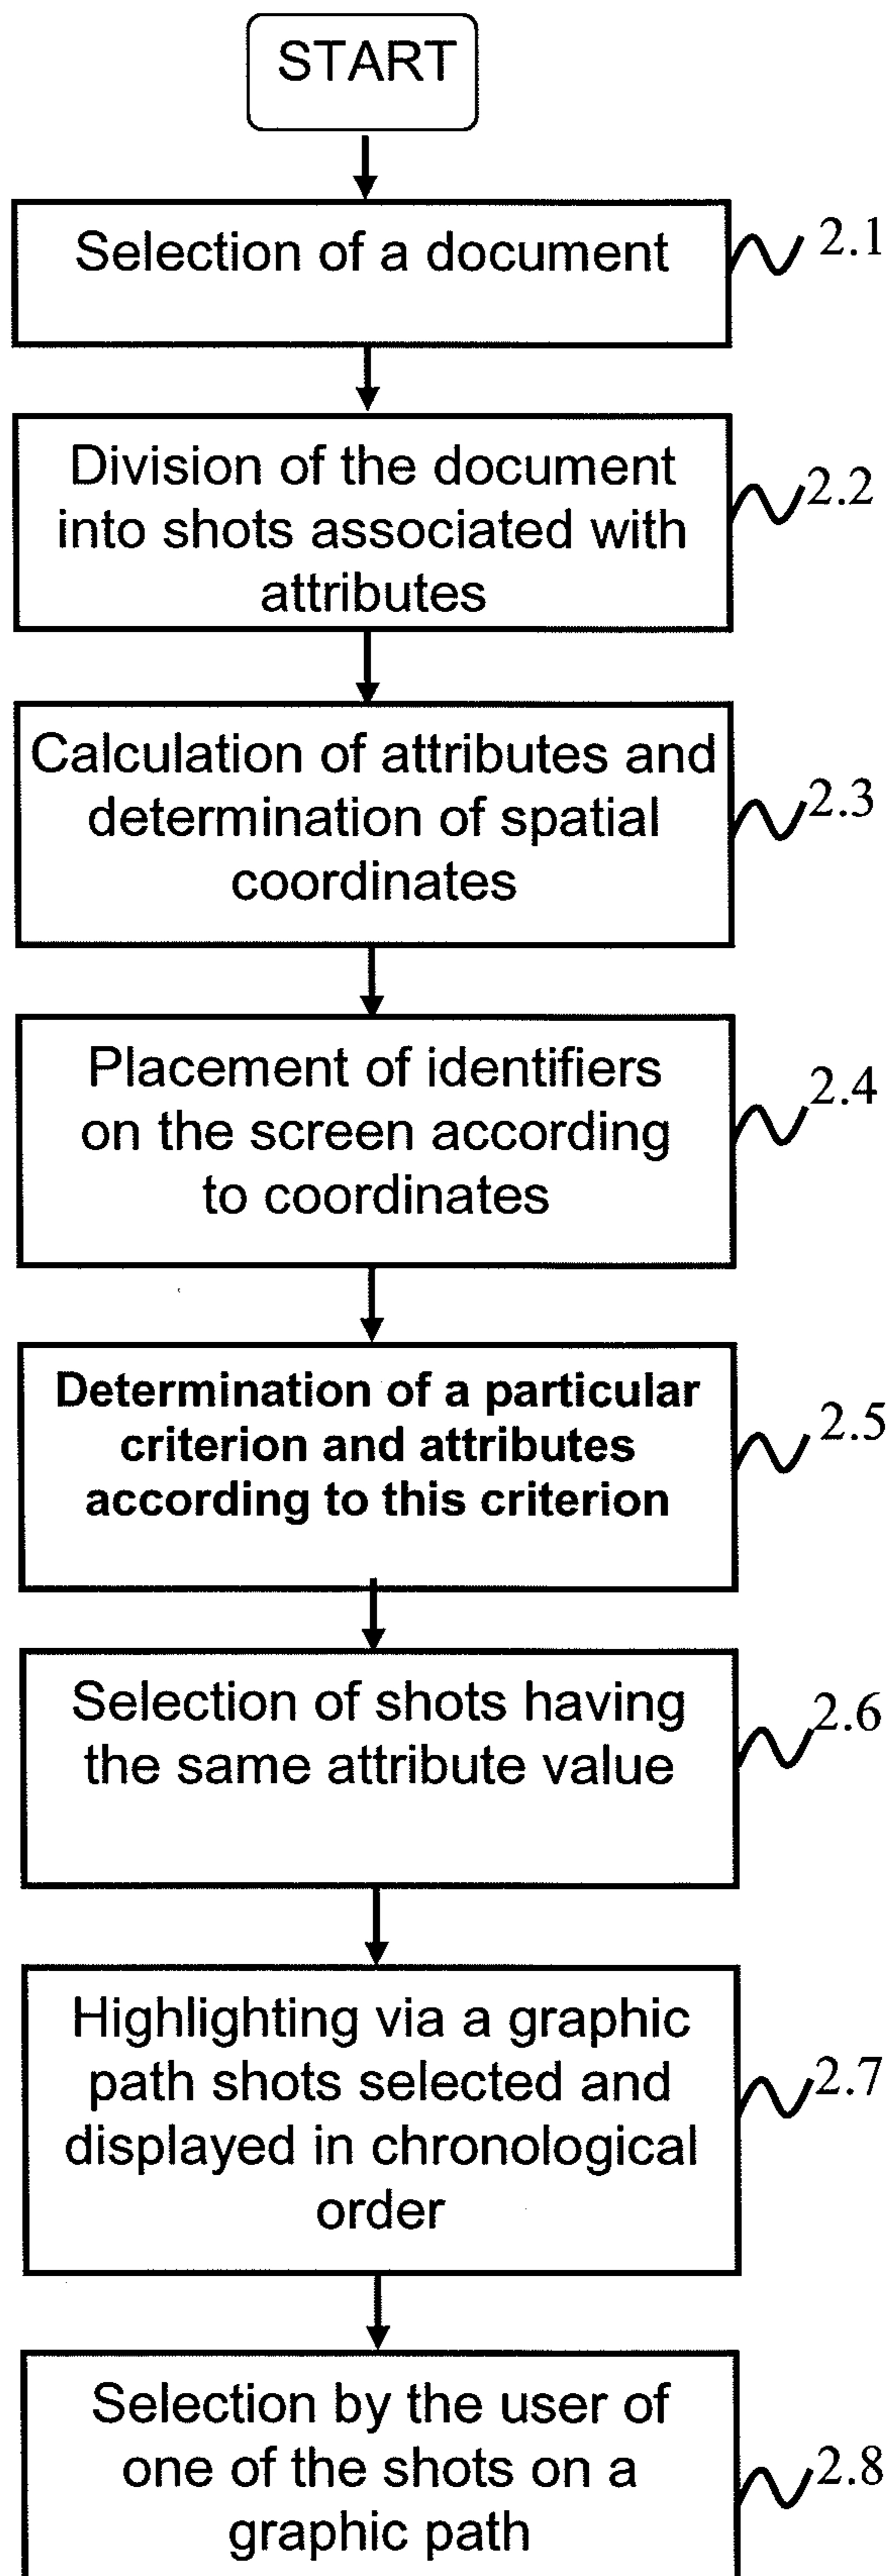 START
Selection of a document
2.1
Division of the document
into shots associated with
attributes
2.2
Calculation of attributes and
determination of spatial
coordinates
2.3
Placement of identifiers
on the screen according
to coordinates
2.4
Determination of a particular
criterion and attributes
according to this criterion
2.5
Selection of shots having
the same attribute value
2.6
Highlighting via a graphic
path shots selected and
displayed in chronological
order
2.7
Selection by the user of
one of the shots on a
graphic path
2.8